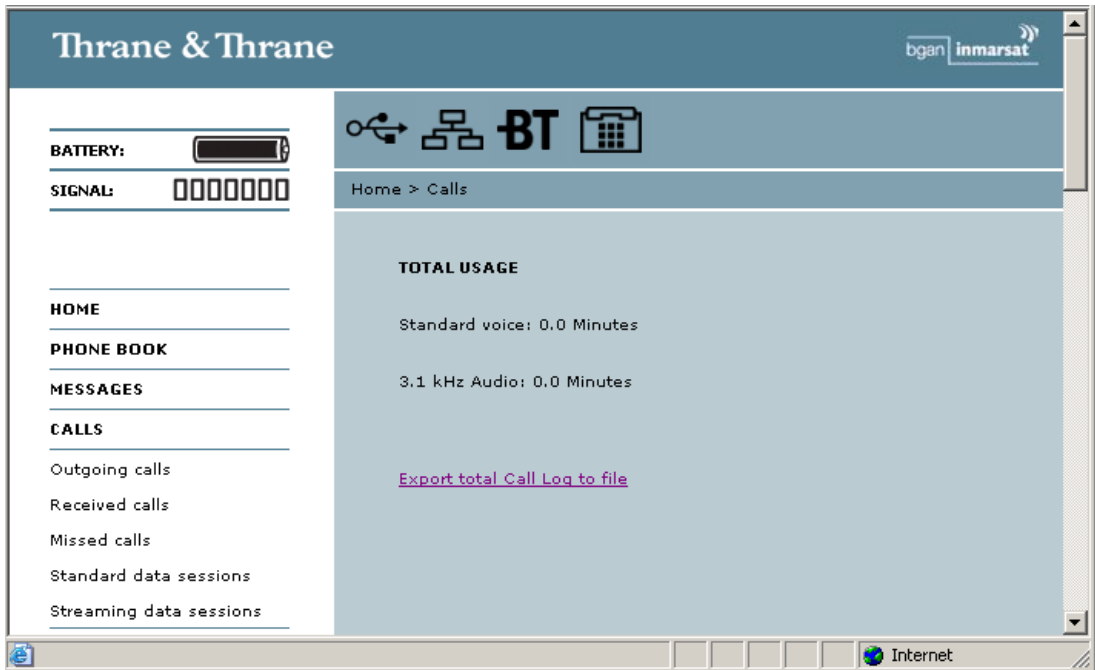 Thrane & Thrane
bgan inmarsat
BATTERY:
SIGNAL:
BT
Home > Calls
HOME
PHONE BOOK
MESSAGES
CALLS
Outgoing calls
Received calls
Missed calls
Standard data sessions
Streaming data sessions
TOTAL USAGE
Standard voice: 0.0 Minutes
3.1 kHz Audio: 0.0 Minutes
Export total Call Log to file
Internet